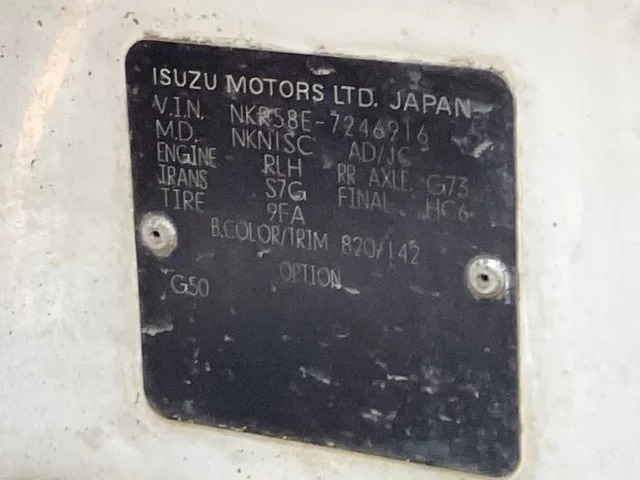 ISUZU MOTORS LTD. JAPAN
V.I.N. NKR58E-7246916
M.D. NKN1SC AD/JC
ENGINE RLH RR AXLE G73
TRANS S7G FINAL HC6
TIRE 9FA
B.COLOR/TRIM 820/142
OPTION
G50